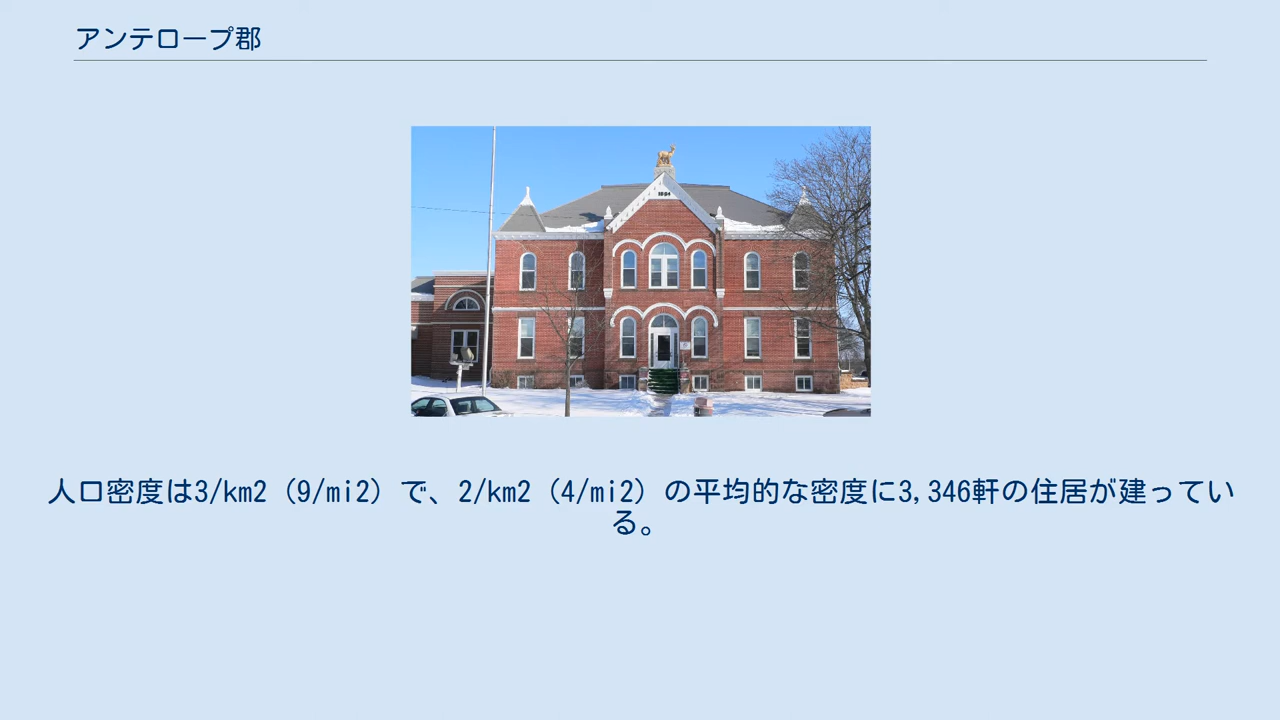 アンテロープ郡
1894
人口密度は3/km2（9/mi2）で、2/km2（4/mi2）の平均的な密度に3,346軒の住居が建ってい
る。